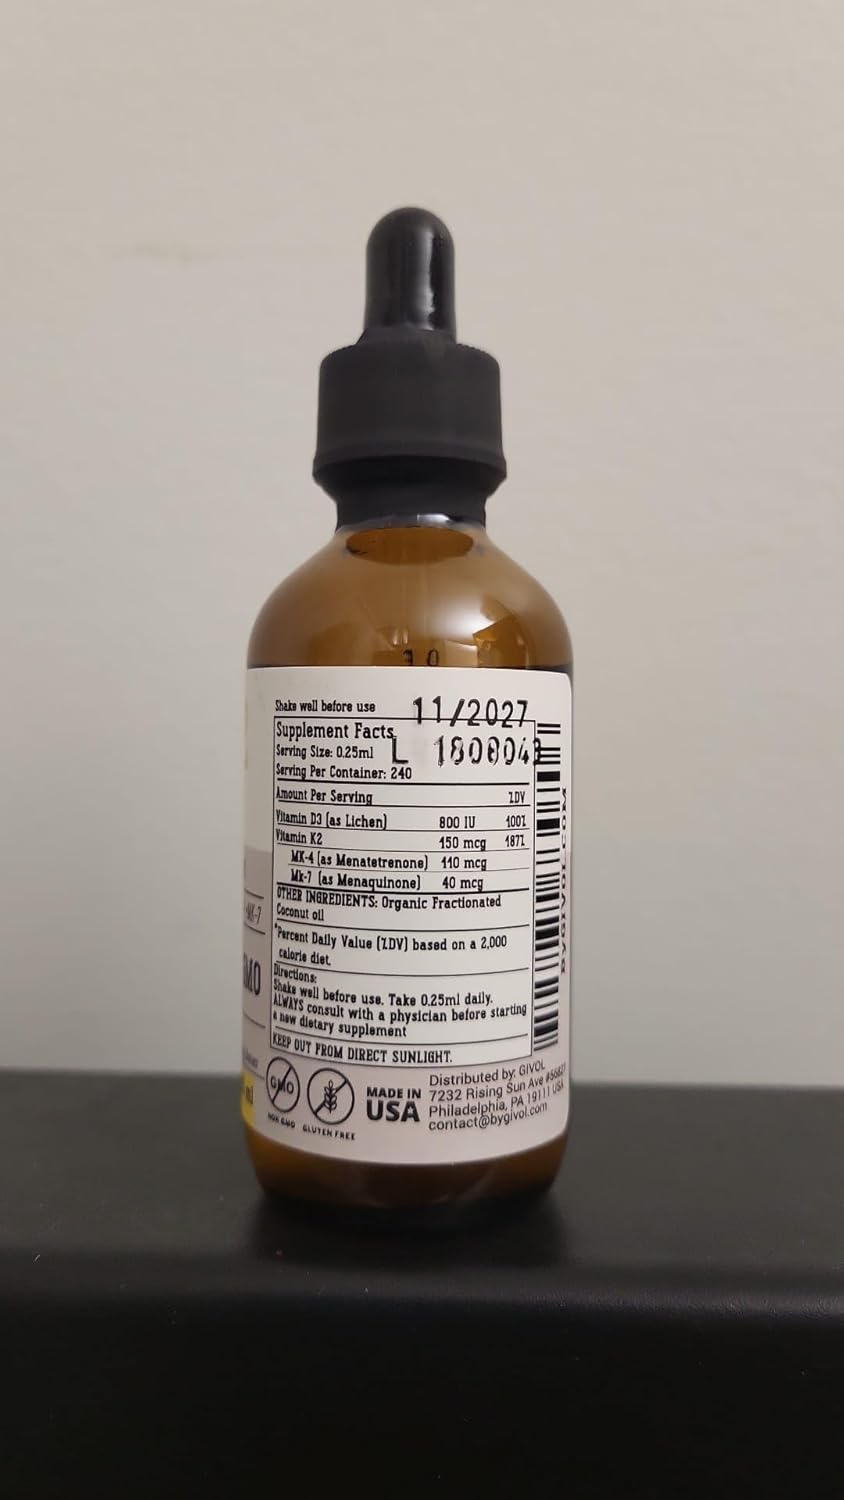 Shake well before use
11/2027
Supplement Facts
L 1808043
Serving Size: 0.25ml
Serving Per Container: 240
Amount Per Serving %DV
Vitamin D3 (as Lichen) 800 IU 100%
Vitamin K2 150 mcg 187%
MK-4 (as Menatetrenone) 110 mcg
Mk-7 (as Menaquinone) 40 mcg
OTHER INGREDIENTS: Organic Fractionated
Coconut oil
*Percent Daily Value (%DV) based on a 2,000
calorie diet.
Directions:
Shake well before use. Take 0.25ml daily.
ALWAYS consult with a physician before starting
a new dietary supplement
KEEP OUT FROM DIRECT SUNLIGHT.
BYGIVOL.COM
-MK-7
GMO
NON GMO
GLUTEN FREE
MADE IN
USA
Distributed by: GIVOL
7232 Rising Sun Ave
Philadelphia, PA 19111 USA
contact@bygivol.com
ml